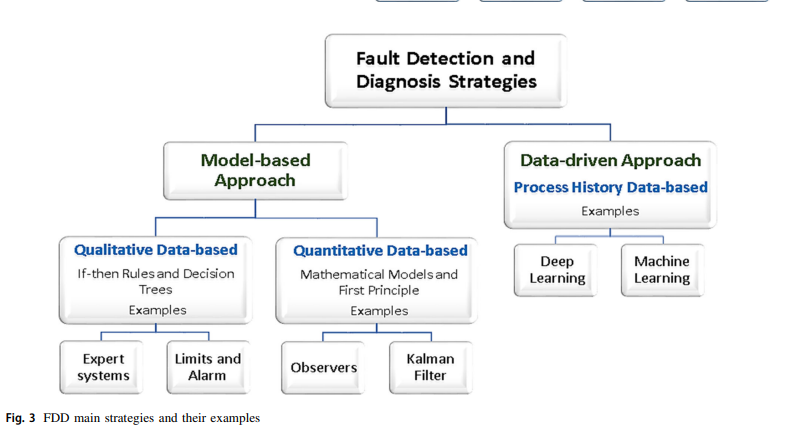 Fault Detection and
Diagnosis Strategies
Model-based
Approach
Data-driven Approach
Process History Data-based
Examples
Qualitative Data-based
If-then Rules and Decision
Trees
Examples
Quantitative Data-based
Mathematical Models and
First Principle
Examples
Deep
Learning
Machine
Learning
Expert
systems
Limits and
Alarm
Observers
Kalman
Filter
Fig. 3 FDD main strategies and their examples